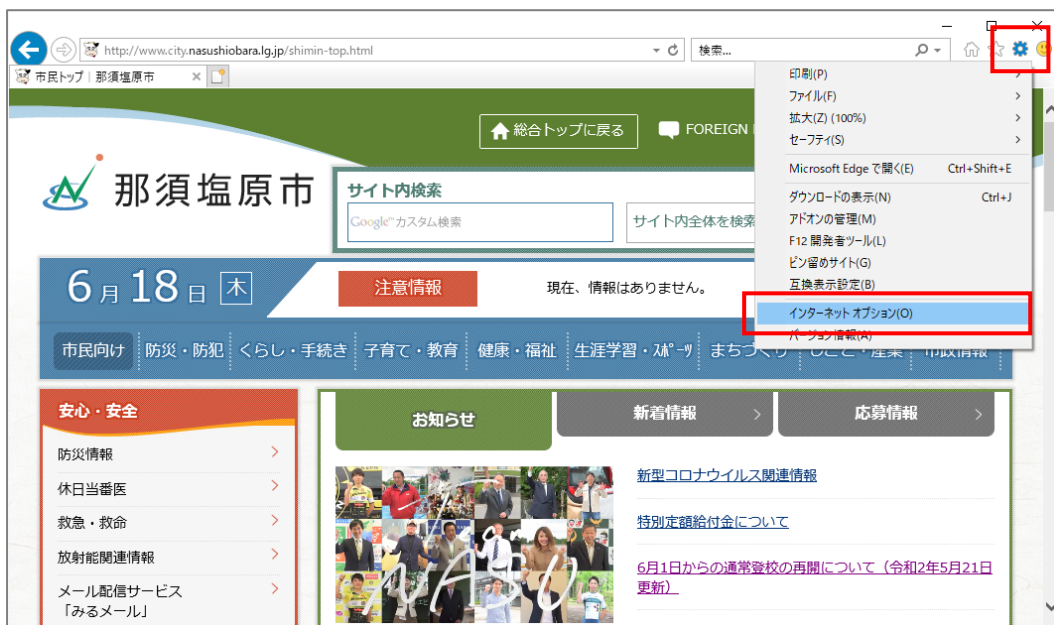 http://www.city.nasushiobara.lg.jp/shimin-top.html
検索...
市民トップ | 那須塩原市
印刷(P)
ファイル(F)
拡大(Z) (100%)
セーフティ(S)
Microsoft Edge で開く(E) Ctrl+Shift+E
ダウンロードの表示(N) Ctrl+J
アドオンの管理(M)
F12 開発者ツール(L)
ピン留めサイト(G)
互換表示設定(B)
インターネット オプション(O)
バージョン情報(A)
総合トップに戻る
FOREIGN
那須塩原市
サイト内検索
Google™カスタム検索
サイト内全体を検索
6月18日 木
注意情報
現在、情報はありません。
市民向け 防災・防犯 くらし・手続き 子育て・教育 健康・福祉 生涯学習・スポーツ まちづくり しごと・産業 市政情報
安心・安全
お知らせ
新着情報
応募情報
防災情報
休日当番医
救急・救命
放射能関連情報
メール配信サービス
「みるメール」
新型コロナウイルス関連情報
特別定額給付金について
6月1日からの通常登校の再開について（令和2年5月21日
更新）
NASU